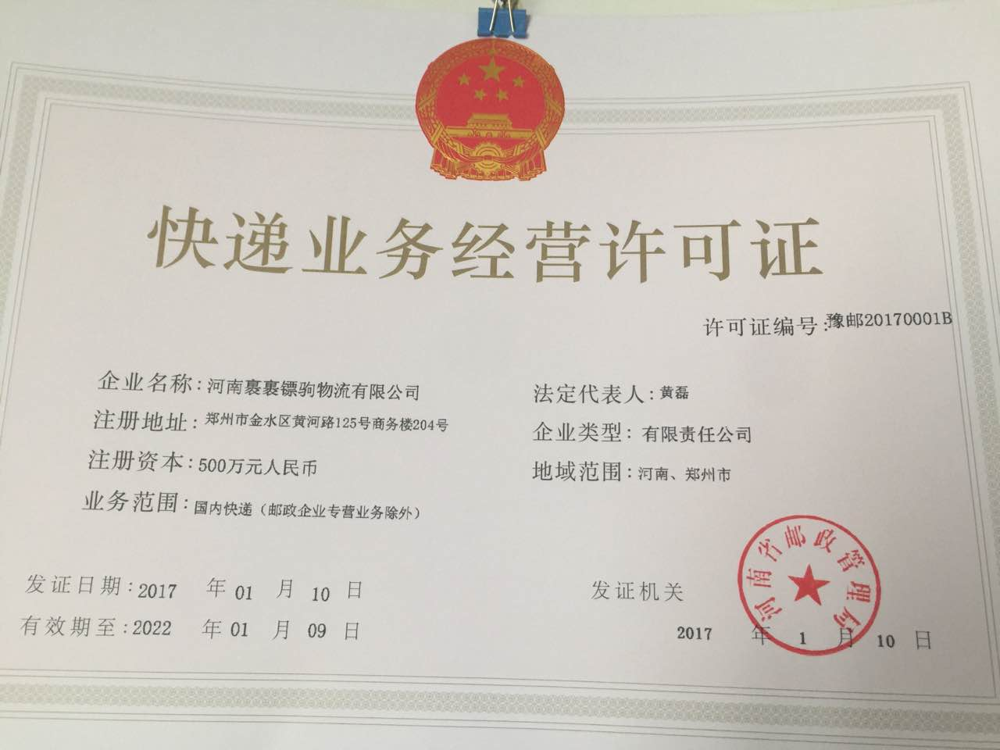 快递业务经营许可证
许可证编号:豫邮20170001B
企业名称:河南裹裹镖驹物流有限公司
法定代表人:黄磊
注册地址:郑州市金水区黄河路125号商务楼204号
企业类型:有限责任公司
注册资本:500万元人民币
地域范围:河南、郑州市
业务范围:国内快递（邮政企业专营业务除外）
河南省邮政管理局
发证日期:2017 年 01 月 10 日
发证机关
有效期至:2022 年 01 月 09 日
2017 年 1 月 10 日